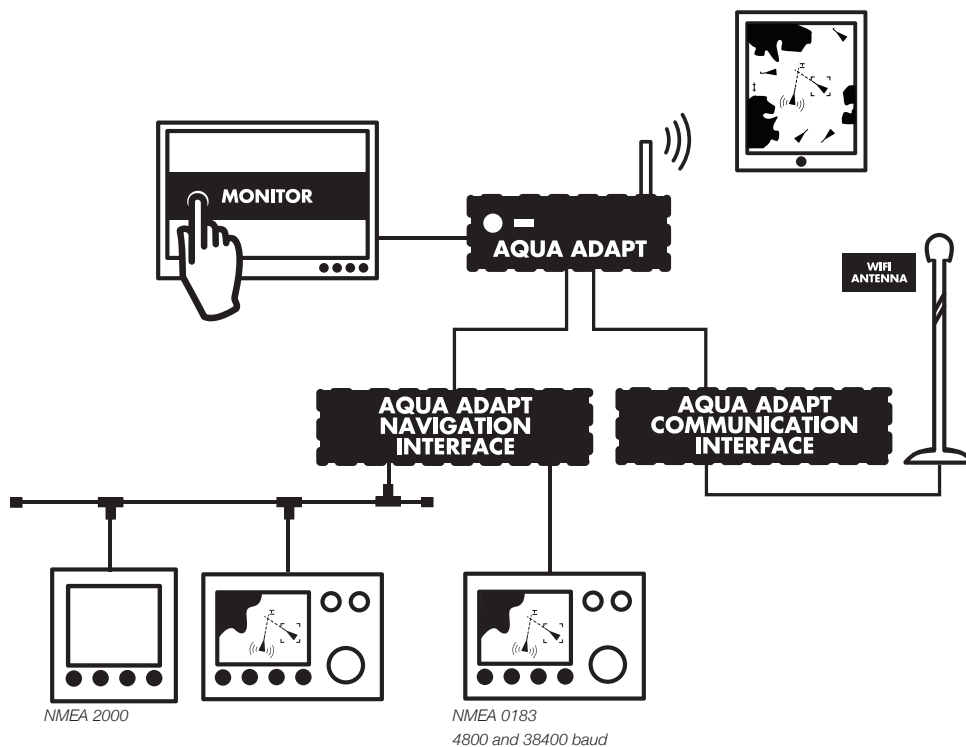 MONITOR
AQUA ADAPT
WIFI
ANTENNA
AQUA ADAPT
NAVIGATION
INTERFACE
AQUA ADAPT
COMMUNICATION
INTERFACE
NMEA 2000
NMEA 0183
4800 and 38400 baud